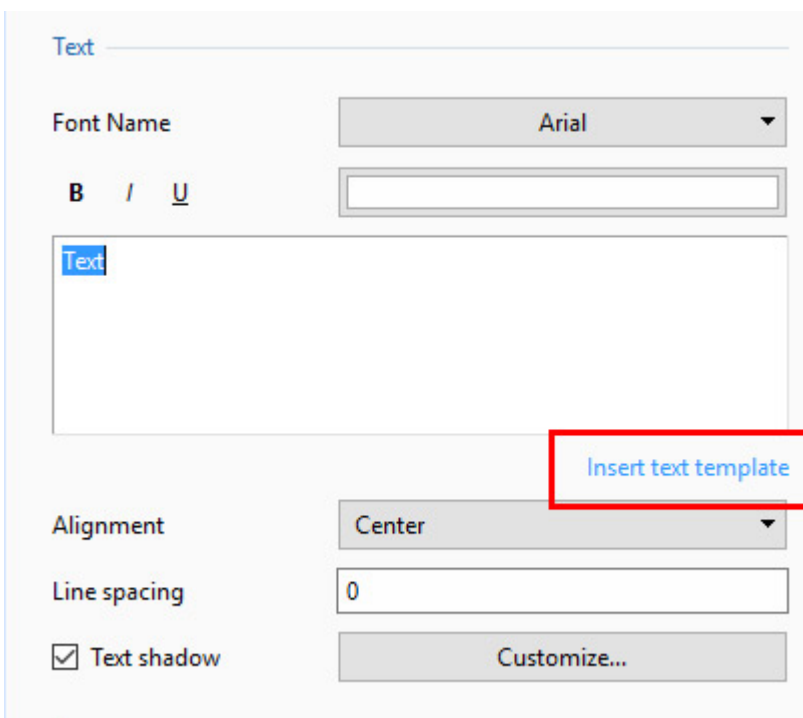 Text
Font Name Arial
B I U
Text
Insert text template
Alignment Center
Line spacing 0
Text shadow Customize...